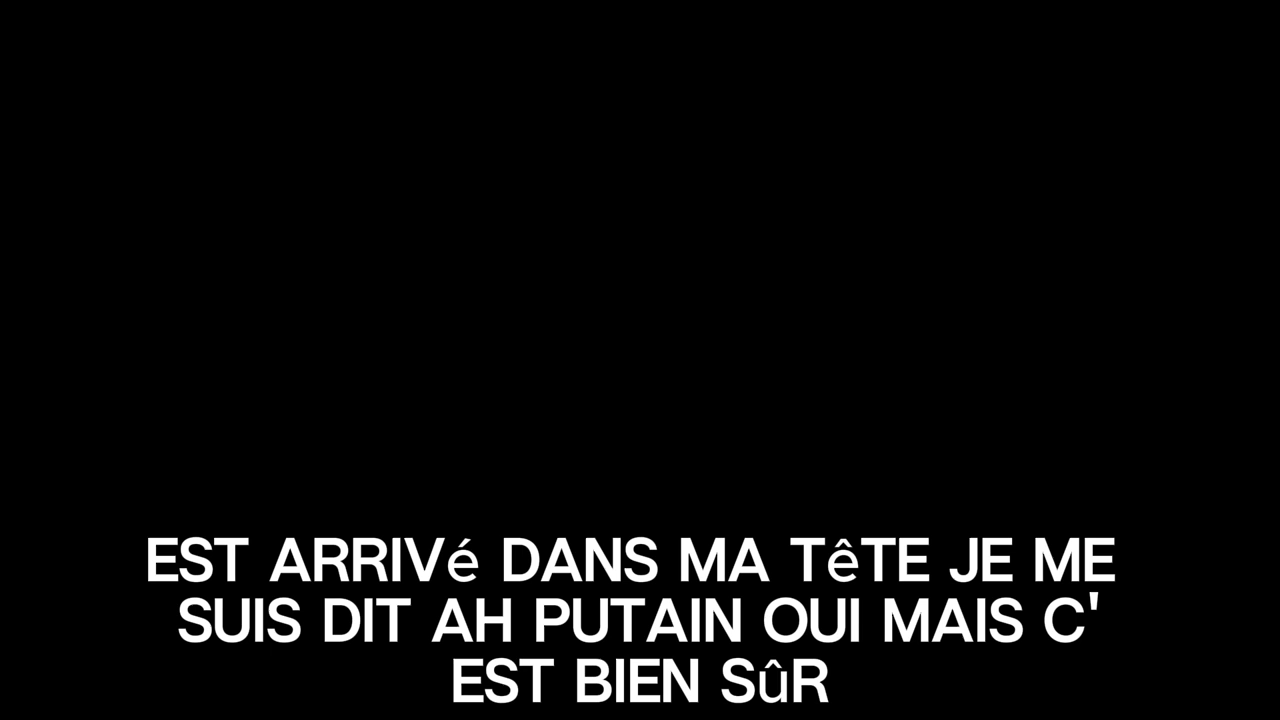 EST ARRIVé DANS MA TêTE JE ME
SUIS DIT AH PUTAIN OUI MAIS C'
EST BIEN SûR